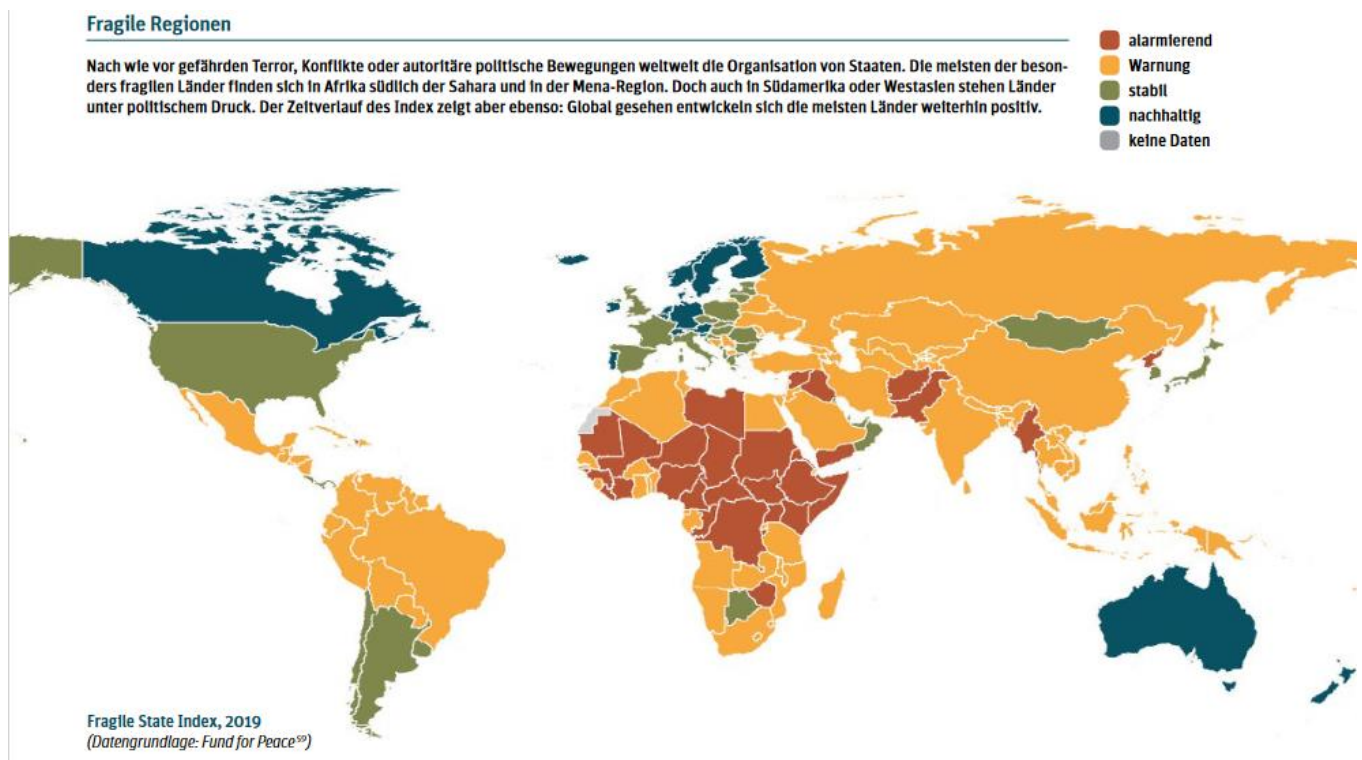 Fragile Regionen
Nach wie vor gefährden Terror, Konflikte oder autoritäre politische Bewegungen weltweit die Organisation von Staaten. Die meisten der beson-
ders fragilen Länder finden sich in Afrika südlich der Sahara und in der Mena-Region. Doch auch in Südamerika oder Westasien stehen Länder
unter politischem Druck. Der Zeitverlauf des Index zeigt aber ebenso: Global gesehen entwickeln sich die meisten Länder weiterhin positiv.
alarmierend
Warnung
stabil
nachhaltig
keine Daten
Fragile State Index, 2019
(Datengrundlage: Fund for Peace⁵⁹)